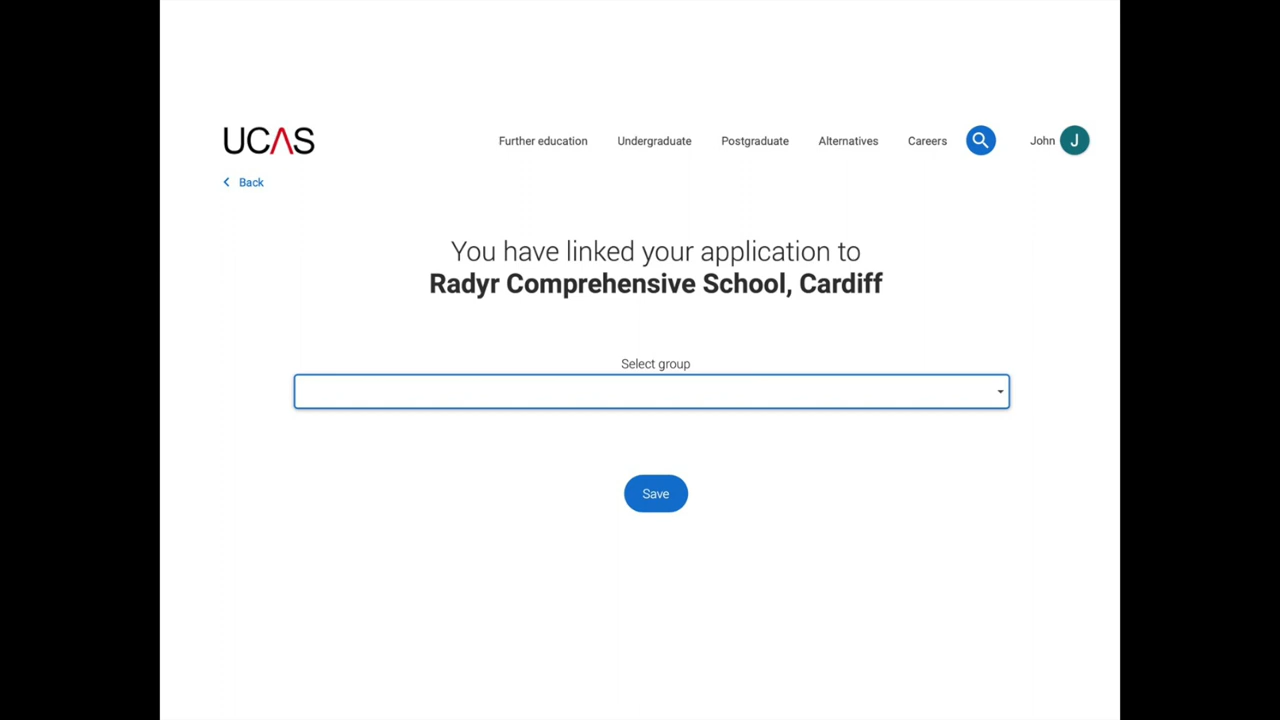 UCAS
Further education
Undergraduate
Postgraduate
Alternatives
Careers
John
J
Back
You have linked your application to
Radyr Comprehensive School, Cardiff
Select group
Save